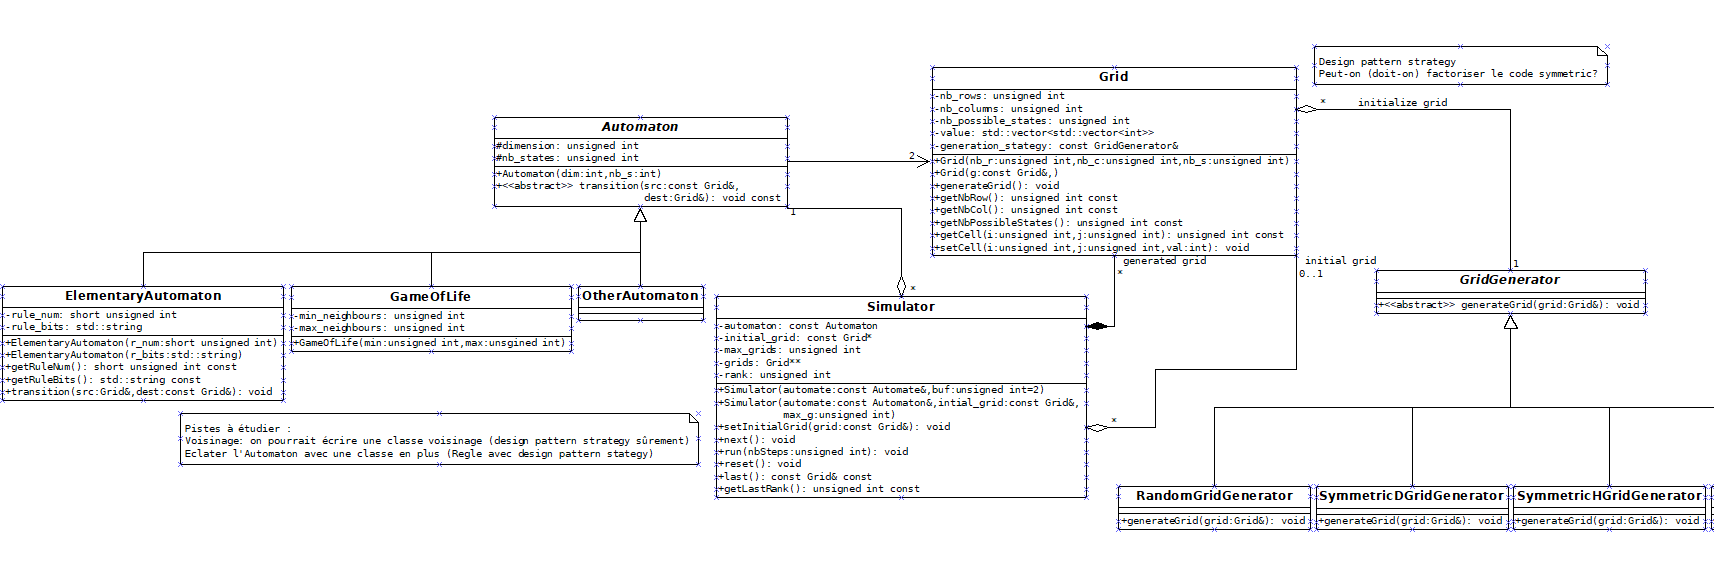 Design pattern strategy
Peut-on (doit-on) factoriser le code symmetric?
Grid
-nb_rows: unsigned int
-nb_columns: unsigned int
-nb_possible_states: unsigned int
-value: std::vector<std::vector<int>>
-generation_stategy: const GridGenerator&
+Grid(nb_r:unsigned int,nb_c:unsigned int,nb_s:unsigned int)
+Grid(g:const Grid&,)
+generateGrid(): void
+getNbRow(): unsigned int const
+getNbCol(): unsigned int const
+getNbPossibleStates(): unsigned int const
+getCell(i:unsigned int,j:unsigned int): unsigned int const
+setCell(i:unsigned int,j:unsigned int,val:int): void
* initialize grid
1
Automaton
#dimension: unsigned int
#nb_states: unsigned int
+Automaton(dim:int,nb_s:int)
+<<abstract>> transition(src:const Grid&,
dest:Grid&): void const
2
1
*
generated grid
*
initial grid
0..1
*
GridGenerator
+<<abstract>> generateGrid(grid:Grid&): void
ElementaryAutomaton
-rule_num: short unsigned int
-rule_bits: std::string
+ElementaryAutomaton(r_num:short unsigned int)
+ElementaryAutomaton(r_bits:std::string)
+getRuleNum(): short unsigned int const
+getRuleBits(): std::string const
+transition(src:Grid&,dest:const Grid&): void
GameOfLife
-min_neighbours: unsigned int
-max_neighbours: unsigned int
+GameOfLife(min:unsigned int,max:unsgined int)
OtherAutomaton
Simulator
-automaton: const Automaton
-initial_grid: const Grid*
-max_grids: unsigned int
-grids: Grid**
-rank: unsigned int
+Simulator(automate:const Automate&,buf:unsigned int=2)
+Simulator(automate:const Automaton&,intial_grid:const Grid&,
max_g:unsigned int)
+setInitialGrid(grid:const Grid&): void
+next(): void
+run(nbSteps:unsigned int): void
+reset(): void
+last(): const Grid& const
+getLastRank(): unsigned int const
Pistes à étudier :
Voisinage: on pourrait écrire une classe voisinage (design pattern strategy sûrement)
Eclater l'Automaton avec une classe en plus (Regle avec design pattern stategy)
RandomGridGenerator
+generateGrid(grid:Grid&): void
SymmetricDGridGenerator
+generateGrid(grid:Grid&): void
SymmetricHGridGenerator
+generateGrid(grid:Grid&): void